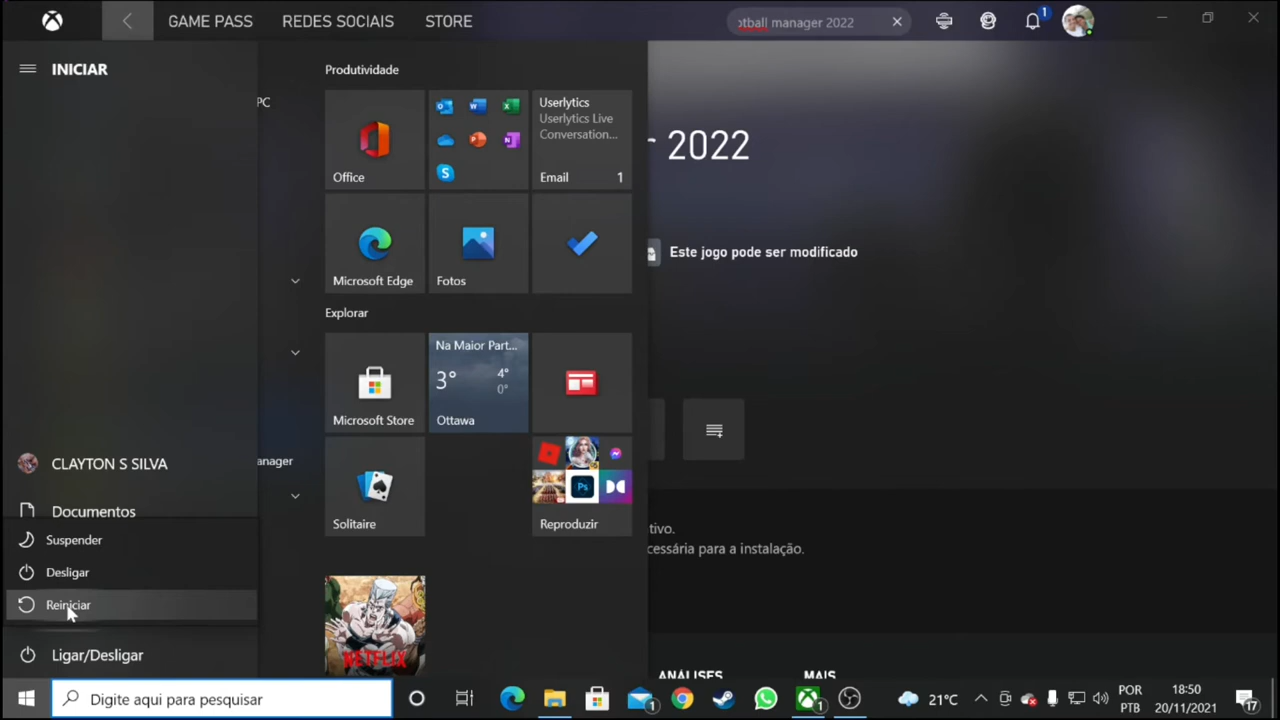 GAME PASS
REDES SOCIAIS
STORE
otball manager 2022
1
INICIAR
PC
Produtividade
Office
Userlytics
Userlytics Live
Conversation...
Email 1
2022
Este jogo pode ser modificado
Microsoft Edge
Fotos
Explorar
Microsoft Store
Na Maior Part...
3°
4°
0°
Ottawa
anager
Solitaire
Reproduzir
CLAYTON S SILVA
Documentos
Suspender
Desligar
Reiniciar
Ligar/Desligar
tivo.
cessária para a instalação.
NETFLIX
ANÁLISES
MAIS
Digite aqui para pesquisar
1
1
21°C
POR
PTB
18:50
20/11/2021
17